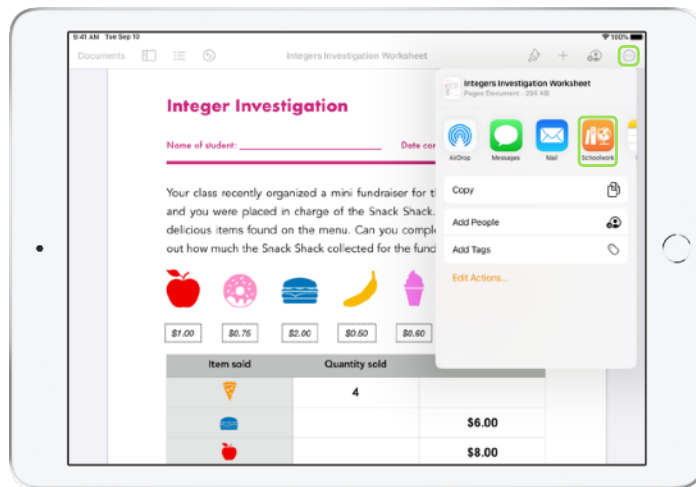 9:41 AM Tue Sep 10
100%
Documents
Integers Investigation Worksheet
Integers Investigation Worksheet
Pages Document · 295 KB
AirDrop
Messages
Mail
Schoolwork
Copy
Add People
Add Tags
Edit Actions...
Integer Investigation
Name of student:
Date
Your class recently organized a mini fundraiser for
and you were placed in charge of the Snack Shack.
delicious items found on the menu. Can you
out how much the Snack Shack collected for the
$1.00 $0.75 $2.00 $0.50 $0.60
Item sold Quantity sold
4
$6.00
$8.00